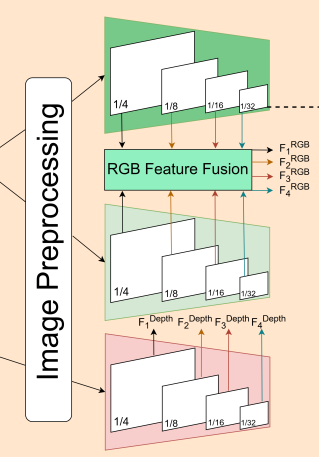 Image Preprocessing
1/4
1/8
1/16
1/32
RGB Feature Fusion
F₁ᴿᴳᴮ
F₂ᴿᴳᴮ
F₃ᴿᴳᴮ
F₄ᴿᴳᴮ
1/4
1/8
1/16
1/32
F₁ᴰᵉᵖᵗʰ F₂ᴰᵉᵖᵗʰ F₃ᴰᵉᵖᵗʰ F₄ᴰᵉᵖᵗʰ
1/4
1/8
1/16
1/32